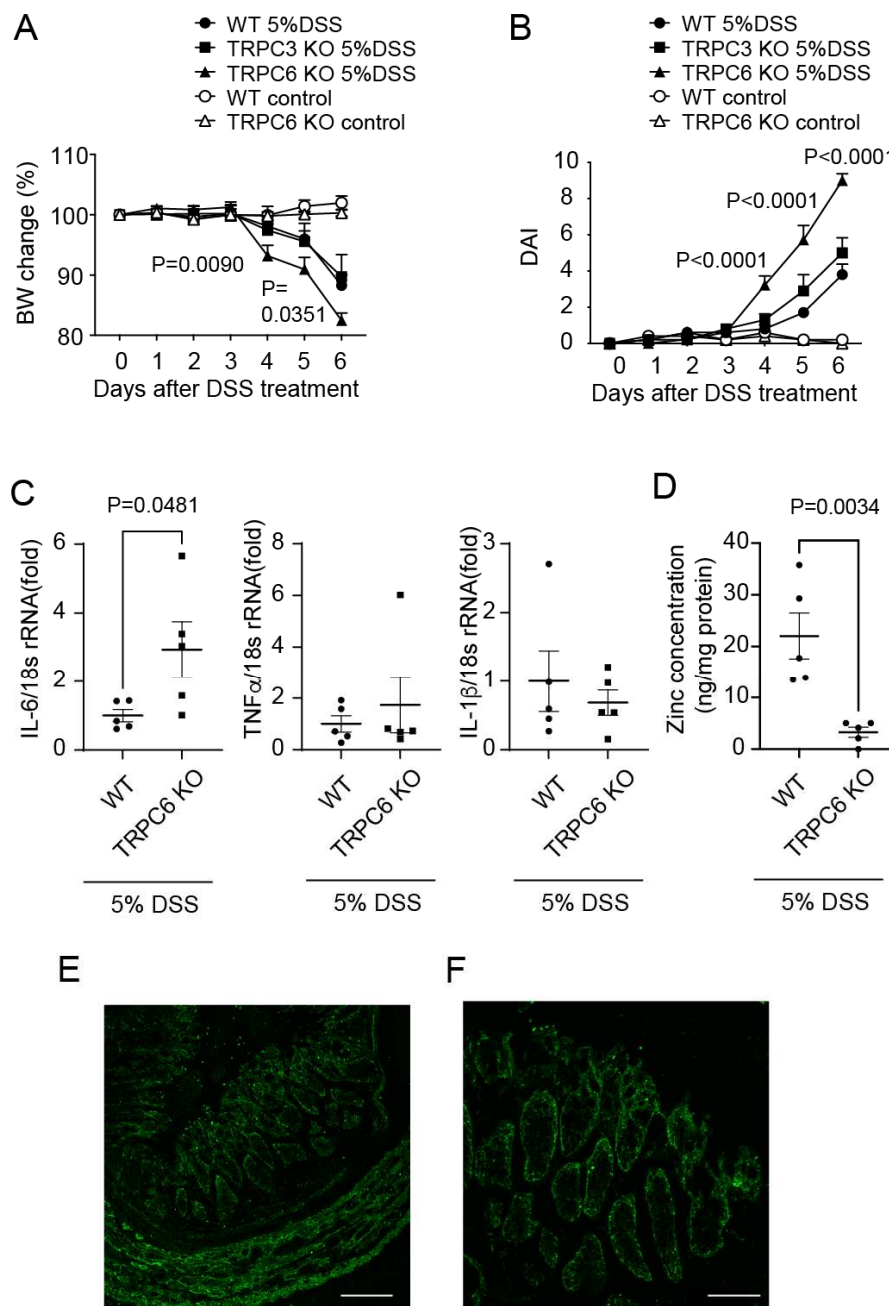 A
WT 5%DSS
TRPC3 KO 5%DSS
TRPC6 KO 5%DSS
WT control
TRPC6 KO control
110
100
90
80
BW change (%)
P=0.0090
P=
0.0351
0 1 2 3 4 5 6
Days after DSS treatment
B
WT 5%DSS
TRPC3 KO 5%DSS
TRPC6 KO 5%DSS
WT control
TRPC6 KO control
10
8
6
4
2
0
DAI
P<0.0001
P<0.0001
P<0.0001
0 1 2 3 4 5 6
Days after DSS treatment
C
P=0.0481
IL-6/18s rRNA(fold)
6
4
2
0
WT
TRPC6 KO
5% DSS
TNFα/18s rRNA(fold)
8
6
4
2
0
WT
TRPC6 KO
5% DSS
IL-1β/18s rRNA(fold)
3
2
1
0
WT
TRPC6 KO
5% DSS
D
P=0.0034
Zinc concentration
(ng/mg protein)
40
30
20
10
0
WT
TRPC6 KO
5% DSS
E
F